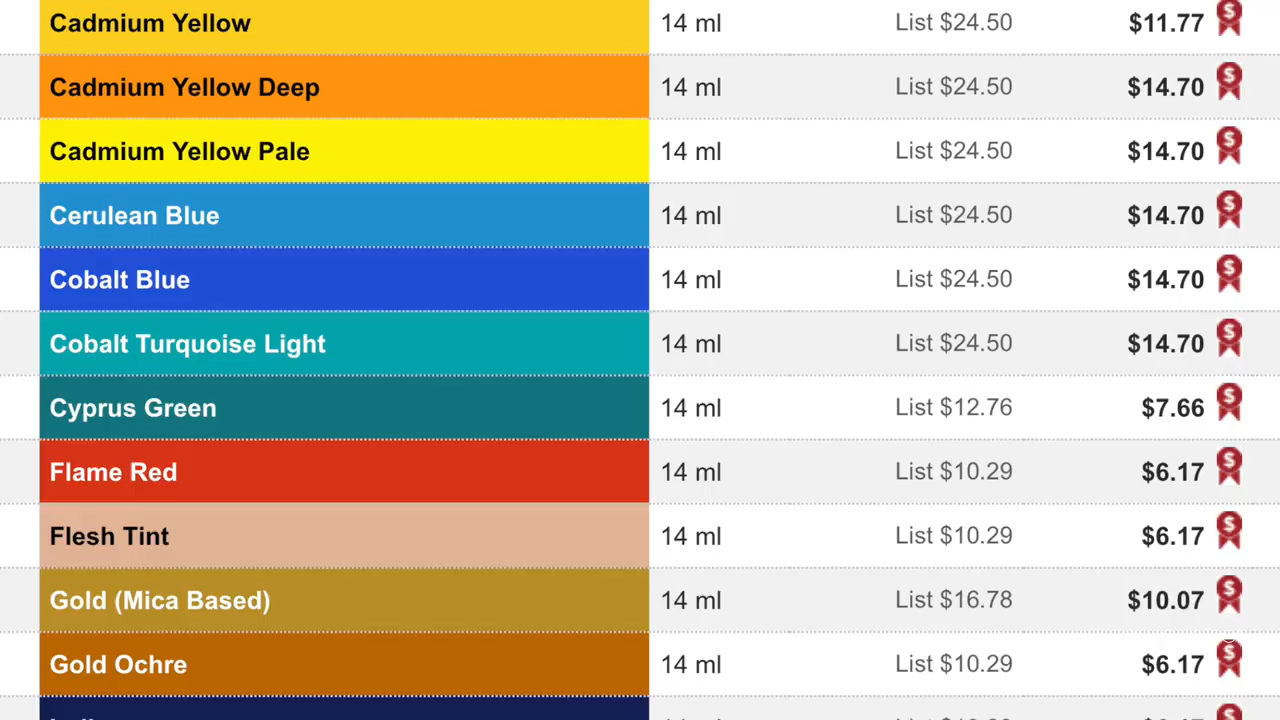 Cadmium Yellow 14 ml List $24.50 $11.77
Cadmium Yellow Deep 14 ml List $24.50 $14.70
Cadmium Yellow Pale 14 ml List $24.50 $14.70
Cerulean Blue 14 ml List $24.50 $14.70
Cobalt Blue 14 ml List $24.50 $14.70
Cobalt Turquoise Light 14 ml List $24.50 $14.70
Cyprus Green 14 ml List $12.76 $7.66
Flame Red 14 ml List $10.29 $6.17
Flesh Tint 14 ml List $10.29 $6.17
Gold (Mica Based) 14 ml List $16.78 $10.07
Gold Ochre 14 ml List $10.29 $6.17